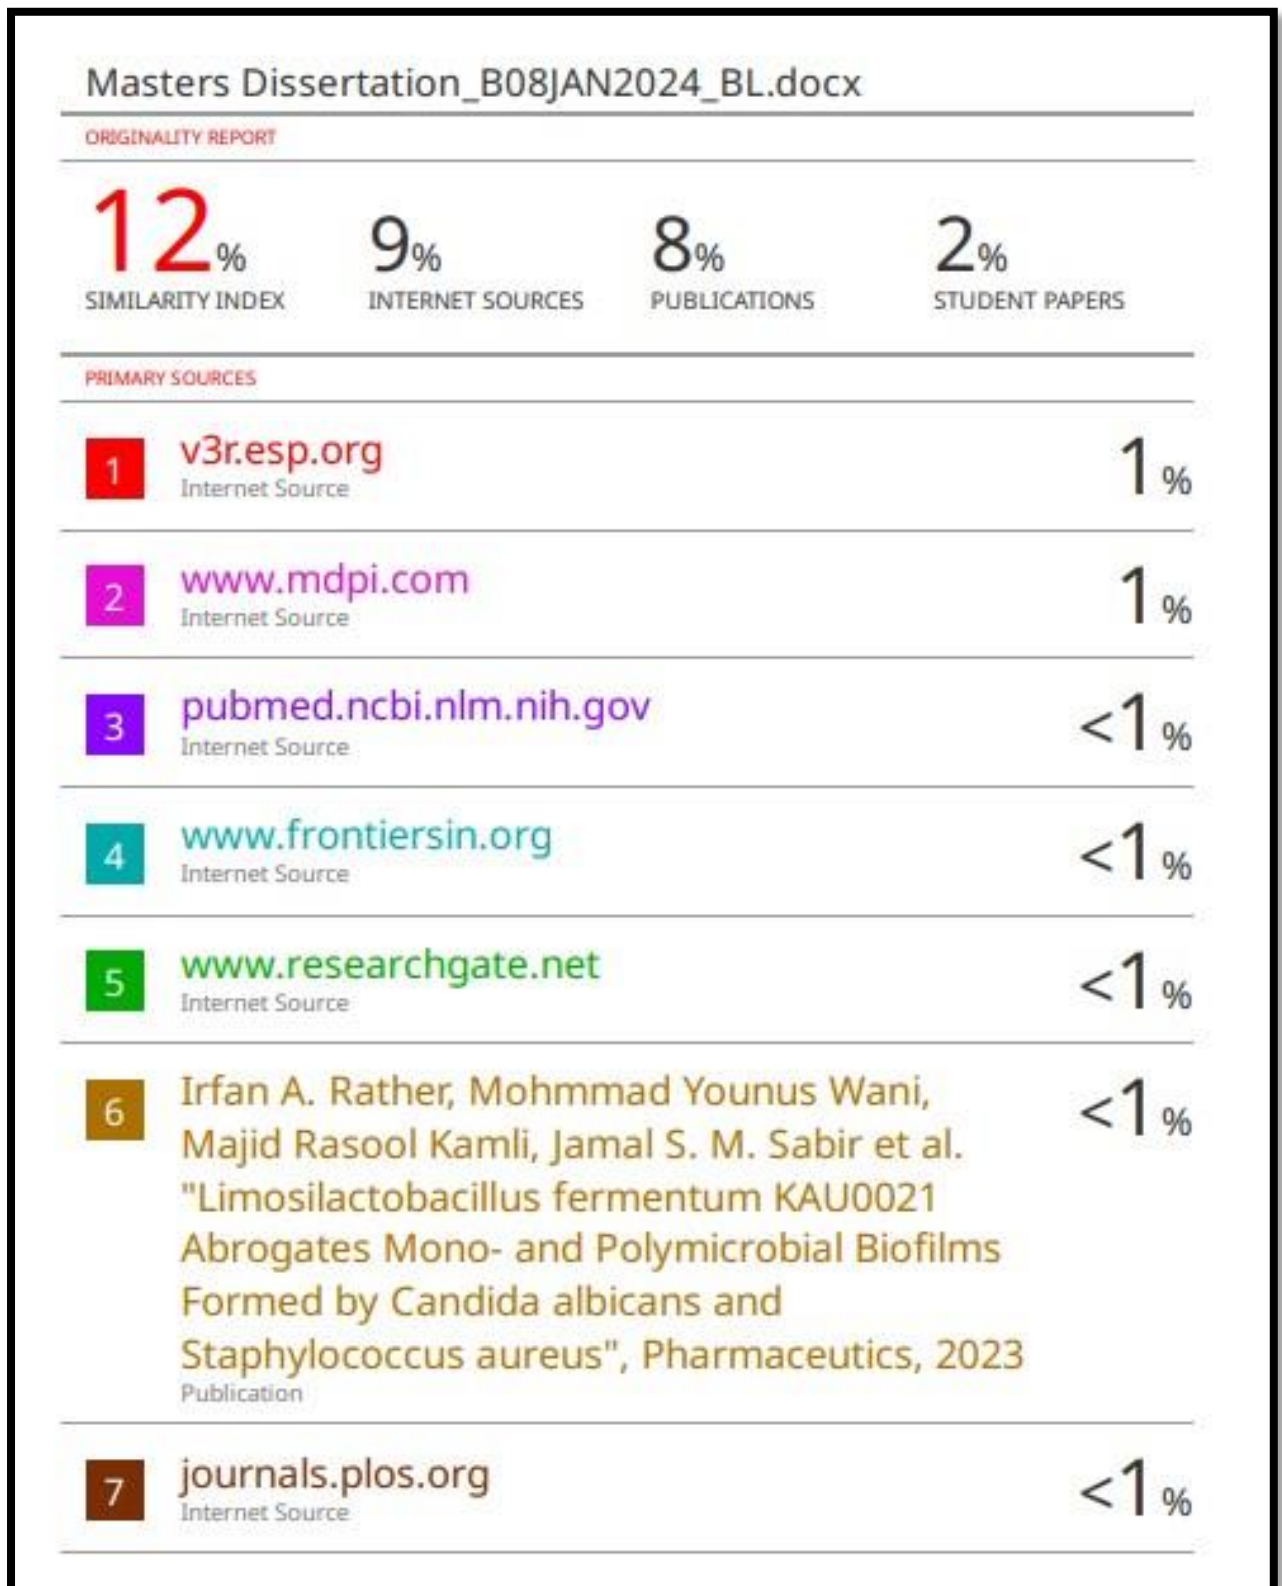 Masters Dissertation_B08JAN2024_BL.docx
ORIGINALITY REPORT
12% 9% 8% 2%
SIMILARITY INDEX INTERNET SOURCES PUBLICATIONS STUDENT PAPERS
PRIMARY SOURCES
1 v3r.esp.org 1%
Internet Source
2 www.mdpi.com 1%
Internet Source
3 pubmed.ncbi.nlm.nih.gov <1%
Internet Source
4 www.frontiersin.org <1%
Internet Source
5 www.researchgate.net <1%
Internet Source
6 Irfan A. Rather, Mohmmad Younus Wani, <1%
Majid Rasool Kamli, Jamal S. M. Sabir et al.
"Limosilactobacillus fermentum KAU0021
Abrogates Mono- and Polymicrobial Biofilms
Formed by Candida albicans and
Staphylococcus aureus", Pharmaceutics, 2023
Publication
7 journals.plos.org <1%
Internet Source